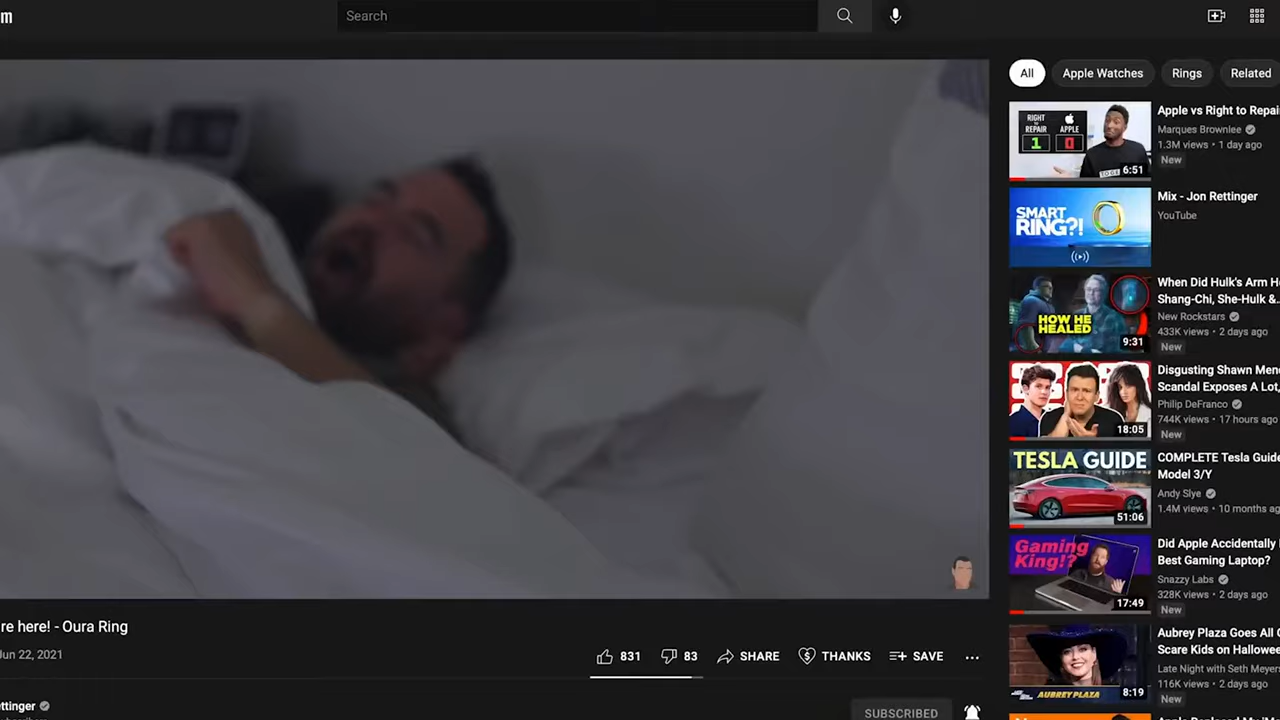 m
Search
All
Apple Watches
Rings
Related
RIGHT TO REPAIR
1
APPLE
0
6:51
Apple vs Right to Repai
Marques Brownlee
1.3M views • 1 day ago
New
SMART RING?!
Mix - Jon Rettinger
YouTube
HOW HE HEALED
9:31
When Did Hulk's Arm H
Shang-Chi, She-Hulk &..
New Rockstars
433K views • 2 days ago
New
18:05
Disgusting Shawn Men
Scandal Exposes A Lot,
Philip DeFranco
744K views • 17 hours ago
New
TESLA GUIDE
51:06
COMPLETE Tesla Guide
Model 3/Y
Andy Slye
1.4M views • 10 months ag
Gaming King!?
17:49
Did Apple Accidentally
Best Gaming Laptop?
Snazzy Labs
328K views • 2 days ago
New
AUBREY PLAZA
8:19
Aubrey Plaza Goes All
Scare Kids on Hallowee
Late Night with Seth Meyer
116K views • 2 days ago
New
re here! - Oura Ring
Jun 22, 2021
831
83
SHARE
THANKS
SAVE
ettinger
SUBSCRIBED